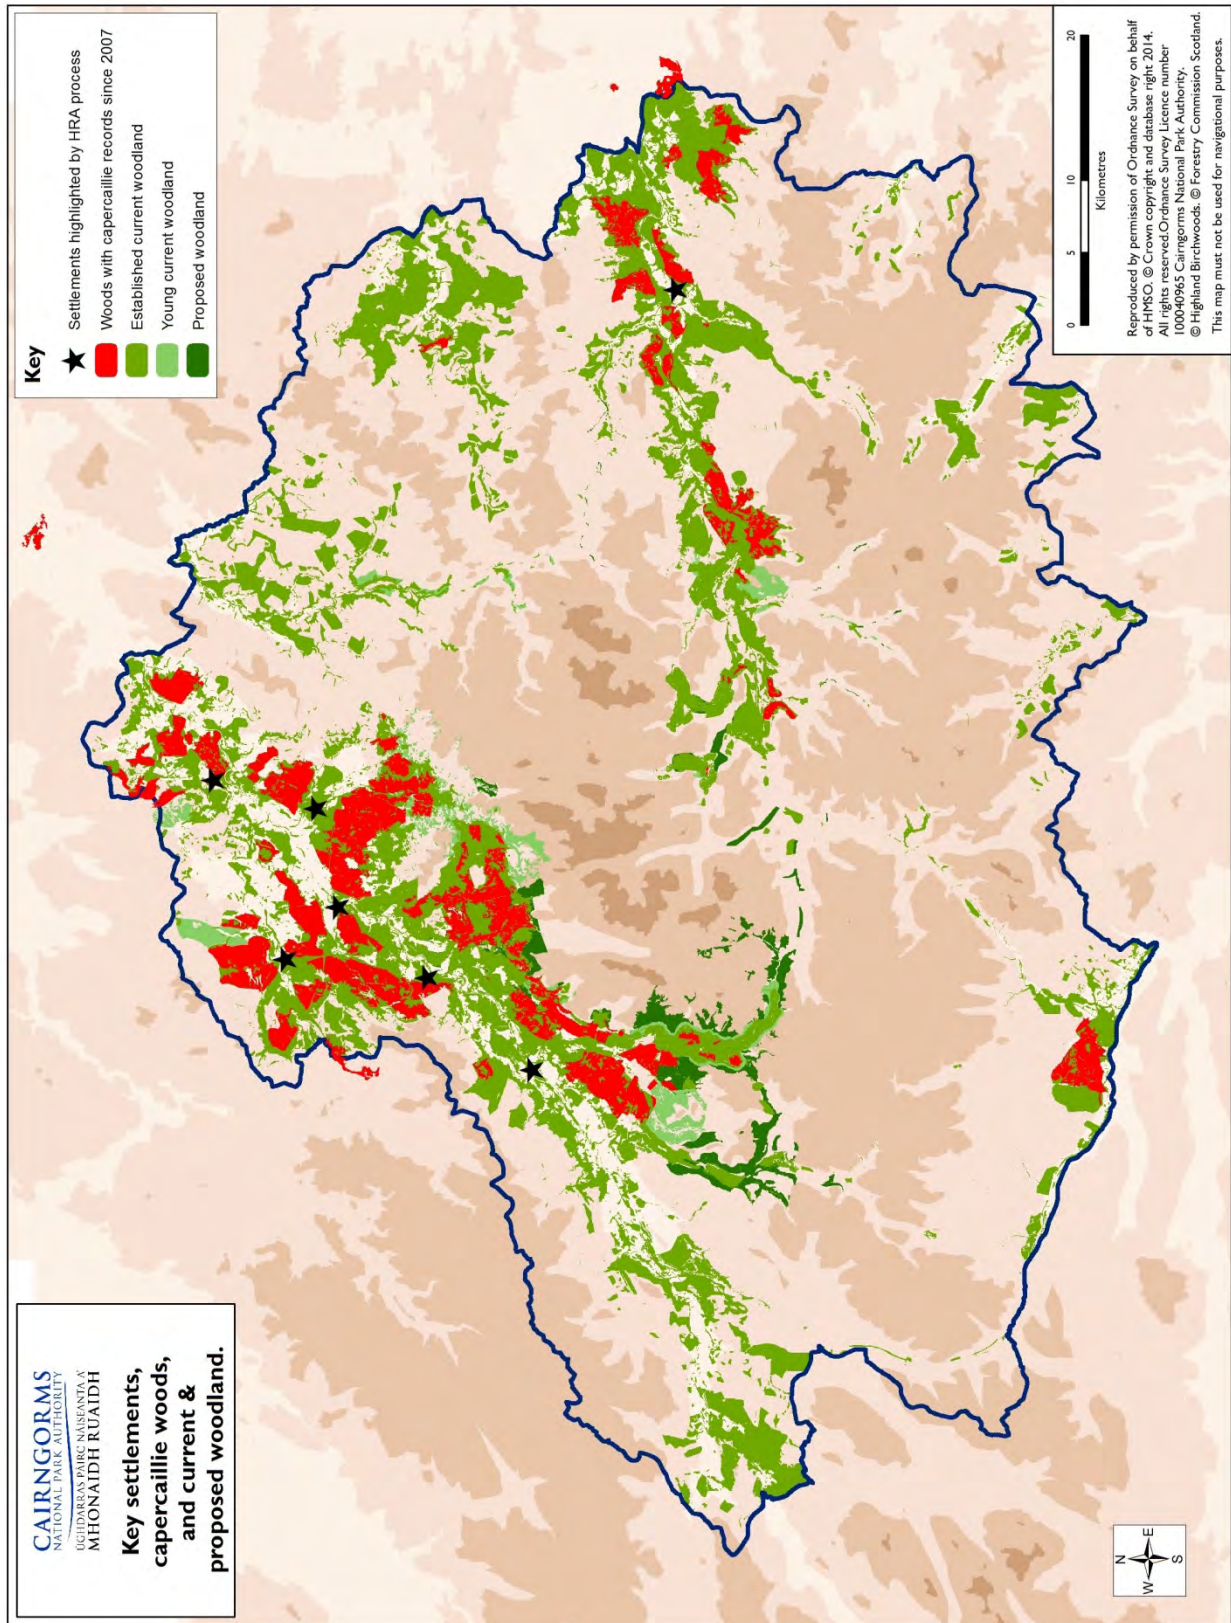 CAIRNGORMS
NATIONAL PARK AUTHORITY
ÙGHDARRAS PÀIRC NÀISEANTA A'
MHONAIDH RUAIDH
Key settlements,
capercaillie woods,
and current &
proposed woodland.
Key
Settlements highlighted by HRA process
Woods with capercaillie records since 2007
Established current woodland
Young current woodland
Proposed woodland
N
W
E
S
0
5
10
20
Kilometres
Reproduced by permission of Ordnance Survey on behalf
of HMSO. © Crown copyright and database right 2014.
All rights reserved.Ordnance Survey Licence number
100040965 Cairngorms National Park Authority.
© Highland Birchwoods. © Forestry Commission Scotland.
This map must not be used for navigational purposes.